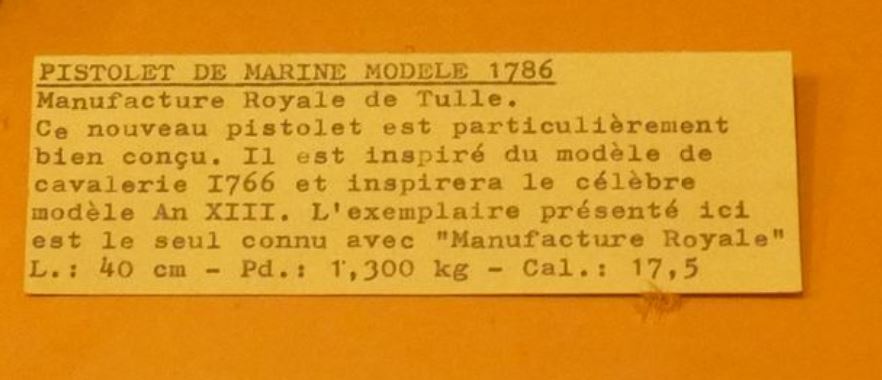 PISTOLET DE MARINE MODELE 1786
Manufacture Royale de Tulle.
Ce nouveau pistolet est particulièrement
bien conçu. Il est inspiré du modèle de
cavalerie I766 et inspirera le célèbre
modèle An XIII. L'exemplaire présenté ici
est le seul connu avec "Manufacture Royale"
L.: 40 cm - Pd.: 1,300 kg - Cal.: 17,5